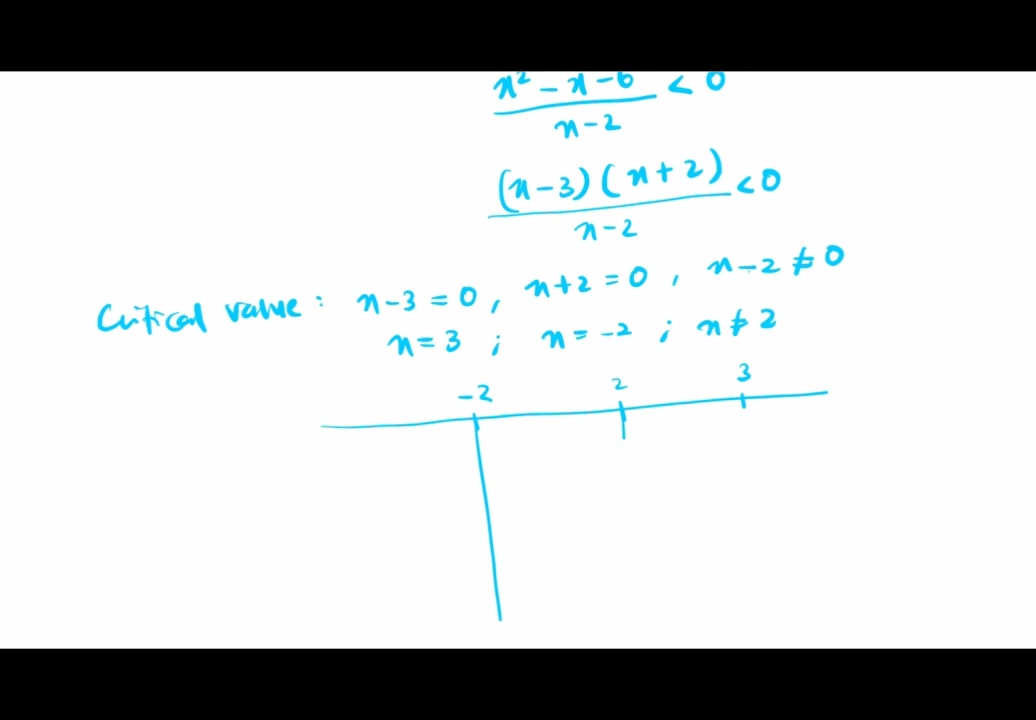 x² - x - 6 / x - 2 < 0
(x - 3)(x + 2) / x - 2 < 0
Critical value : x - 3 = 0 , x + 2 = 0 , x - 2 ≠ 0
x = 3 ; x = -2 ; x ≠ 2
-2 2 3